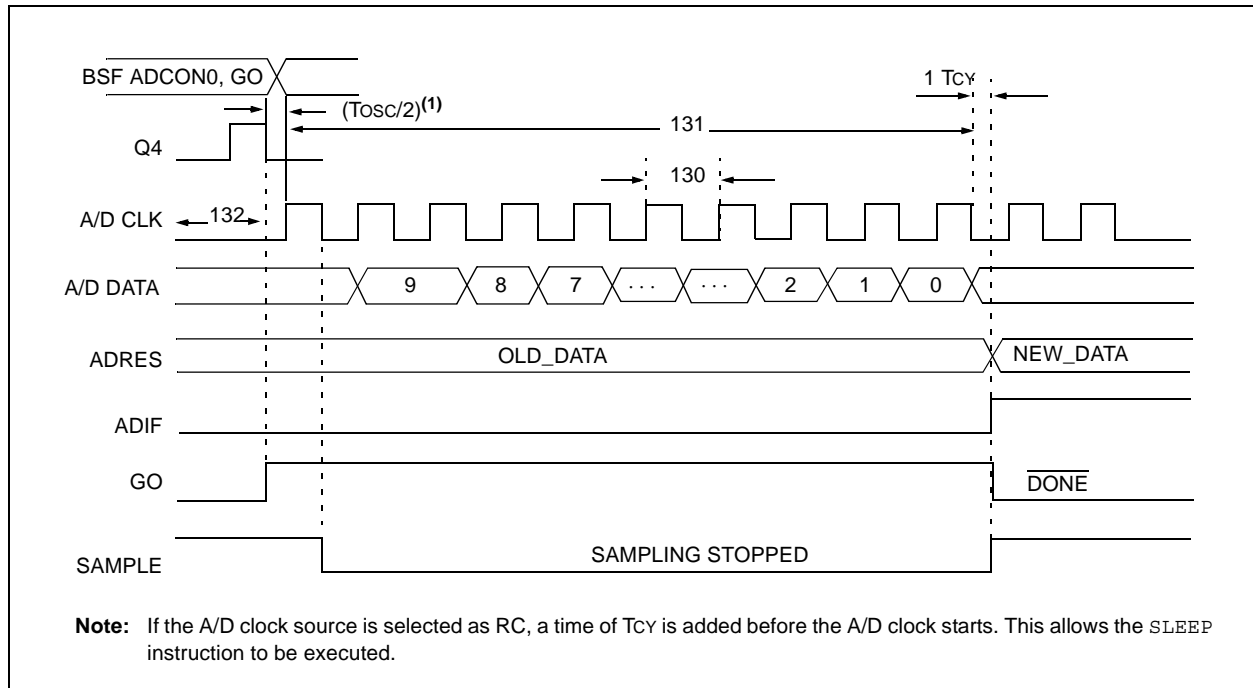 BSF ADCON0, GO
1 TCY
(TOSC/2)(1)
131
Q4
130
A/D CLK
132
A/D DATA
9 8 7 . . . . . . 2 1 0
ADRES
OLD_DATA
NEW_DATA
ADIF
GO
DONE
SAMPLE
SAMPLING STOPPED
Note: If the A/D clock source is selected as RC, a time of TCY is added before the A/D clock starts. This allows the SLEEP
instruction to be executed.